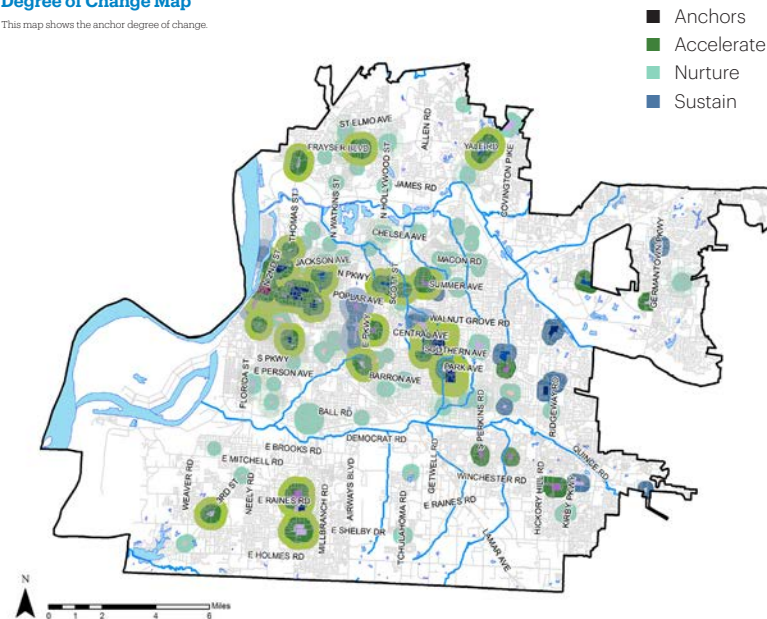 Degree of Change Map
This map shows the anchor degree of change.
Anchors
Accelerate
Nurture
Sustain
ST ELMO AVE
ALLEN RD
FRAYSER BLVD
YALE RD
N HOLLYWOOD ST
COVINGTON PIKE
JAMES RD
N WATKINS ST
THOMAS ST
CHELSEA AVE
GERMANTOWN PKWY
JACKSON AVE
MACON RD
N PKWY
SCOTT ST
SUMMER AVE
POPLAR AVE
WALNUT GROVE RD
E PKWY
CENTRAL AVE
SOUTHERN AVE
S PKWY
PARK AVE
E PERSON AVE
BARRON AVE
FLORIDA ST
RIDGEWAY RD
S PERKINS RD
BALL RD
DEMOCRAT RD
E BROOKS RD
E MITCHELL RD
QUINCE RD
GETWELL RD
WINCHESTER RD
WEAVER RD
3RD ST
NEELY RD
AIRWAYS BLVD
HICKORY HILL RD
KIRBY PKWY
E RAINES RD
MILLBRANCH RD
E RAINES RD
E SHELBY DR
TCHULAHOMA RD
LAMAR AVE
E HOLMES RD
N
0 1 2 4 6 Miles